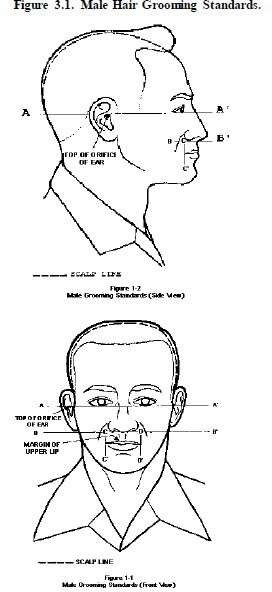 Figure 3.1. Male Hair Grooming Standards.
A
A'
B
C
B'
TOP OF ORIFICE
OF EAR
C'
SCALP LINE
Figure 1-2
Male Grooming Standards (Side View)
A
A'
TOP OF ORIFICE
OF EAR
B
C
D
B'
MARGIN OF
UPPER LIP
C'
D'
SCALP LINE
Figure 1-1
Male Grooming Standards (Front View)